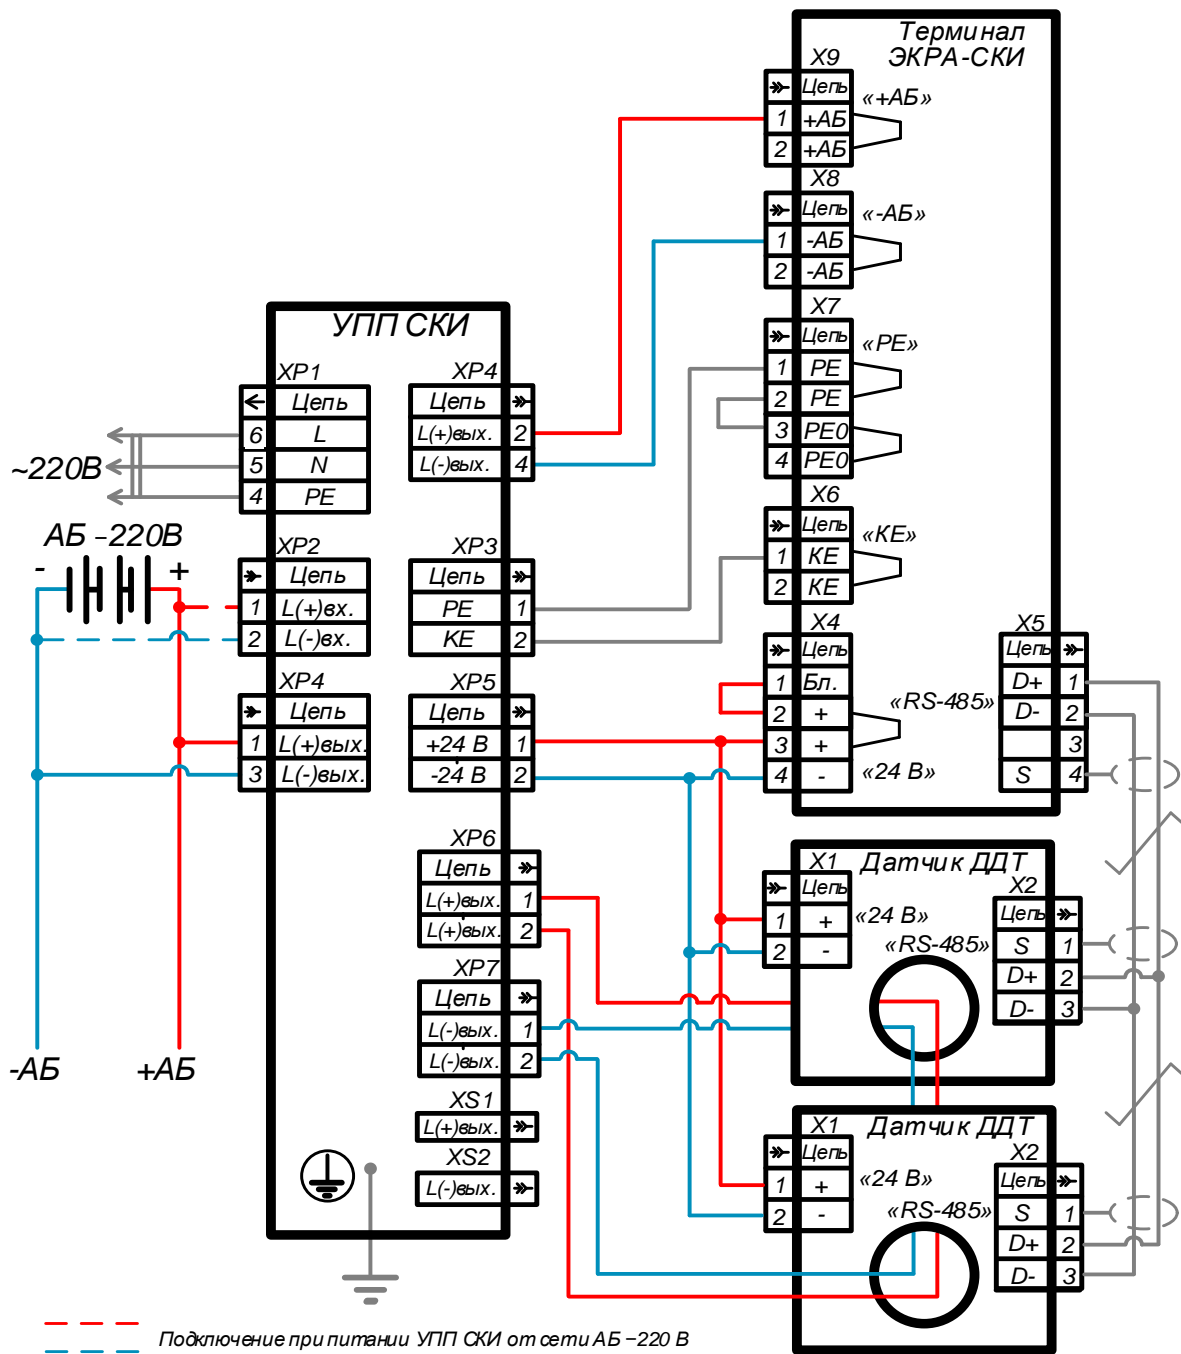 Терминал
ЭКРА-СКИ
X9
Цепь
«+АБ»
1 +АБ
2 +АБ
X8
Цепь
«-АБ»
1 -АБ
2 -АБ
X7
Цепь
«PE»
1 PE
2 PE
3 PE0
4 PE0
X6
Цепь
«KE»
1 KE
2 KE
X4
Цепь
1 Бл.
2 +
3 +
4 -
«24 В»
X5
Цепь
«RS-485»
D+ 1
D- 2
3
S 4
УПП СКИ
XP1
Цепь
6 L
5 N
4 PE
~220В
АБ –220В
- +
XP2
Цепь
1 L(+)вх.
2 L(-)вх.
XP4
Цепь
1 L(+)вых.
3 L(-)вых.
-АБ
+АБ
XP4
Цепь
L(+)вых. 2
L(-)вых. 4
XP3
Цепь
PE 1
KE 2
XP5
Цепь
+24 В 1
-24 В 2
XP6
Цепь
L(+)вых. 1
L(+)вых. 2
XP7
Цепь
L(-)вых. 1
L(-)вых. 2
XS1
L(+)вых.
XS2
L(-)вых.
Датчик ДДТ
X1
Цепь
1 +
2 -
«24 В»
«RS-485»
X2
Цепь
S 1
D+ 2
D- 3
Датчик ДДТ
X1
Цепь
1 +
2 -
«24 В»
«RS-485»
X2
Цепь
S 1
D+ 2
D- 3
Подключение при питании УПП СКИ от сети АБ –220 В